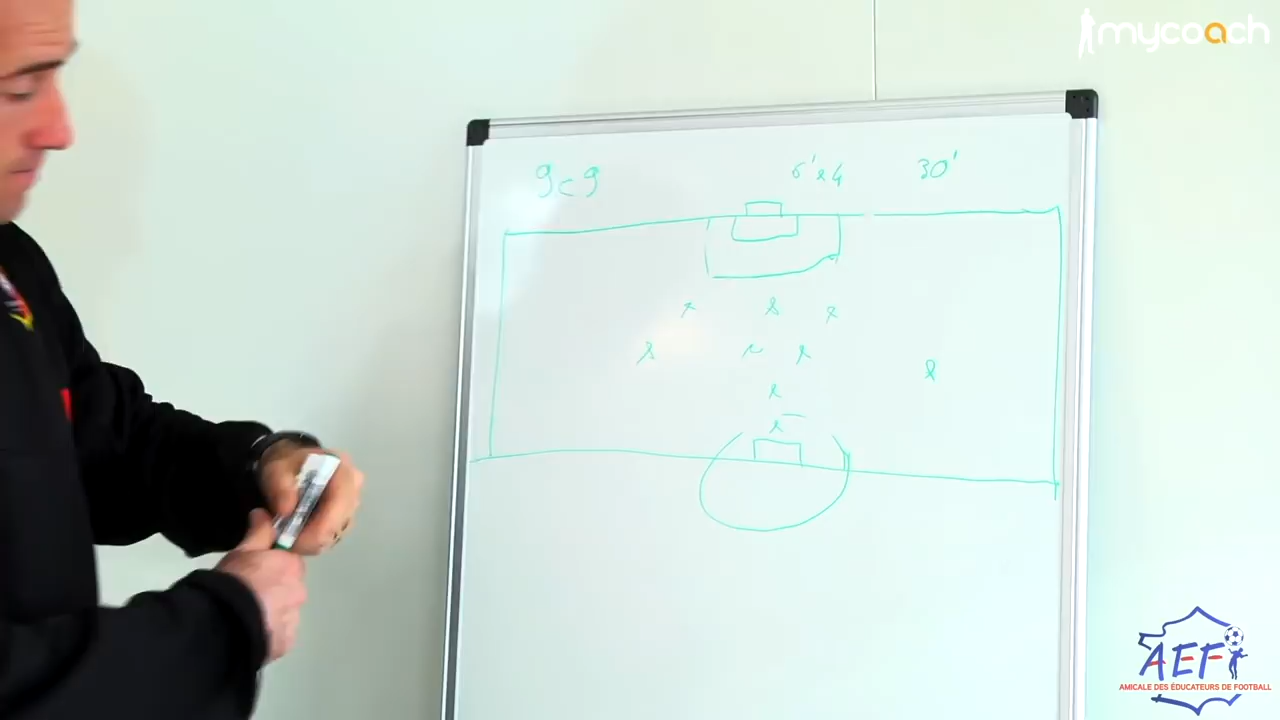 mycoach
9c9
6'x4
30'
AEF
AMICALE DES ÉDUCATEURS DE FOOTBALL